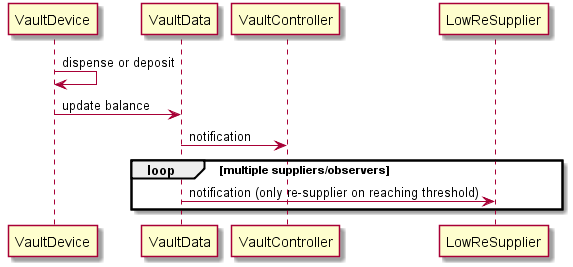 VaultDevice
VaultData
VaultController
LowReSupplier
dispense or deposit
update balance
notification
loop
[multiple suppliers/observers]
notification (only re-supplier on reaching threshold)
VaultDevice
VaultData
VaultController
LowReSupplier